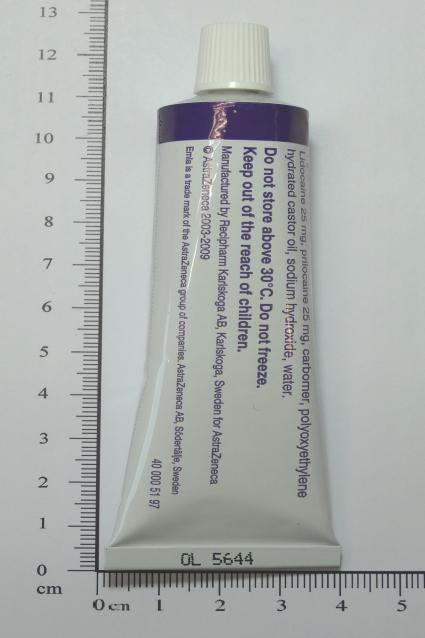 Lidocaine 25 mg, prilocaine 25 mg, carbomer, polyoxyethylene
hydrated castor oil, sodium hydroxide, water.
Do not store above 30°C. Do not freeze.
Keep out of the reach of children.
Manufactured by Recipharm Karlskoga AB, Karlskoga, Sweden for AstraZeneca
© AstraZeneca 2003-2009
Emla is a trade mark of the AstraZeneca group of companies. AstraZeneca AB, Södertälje, Sweden
40 000 51 97
OL 5644
13
12
11
10
9
8
7
6
5
4
3
2
1
0
cm
0 cm 1 2 3 4 5